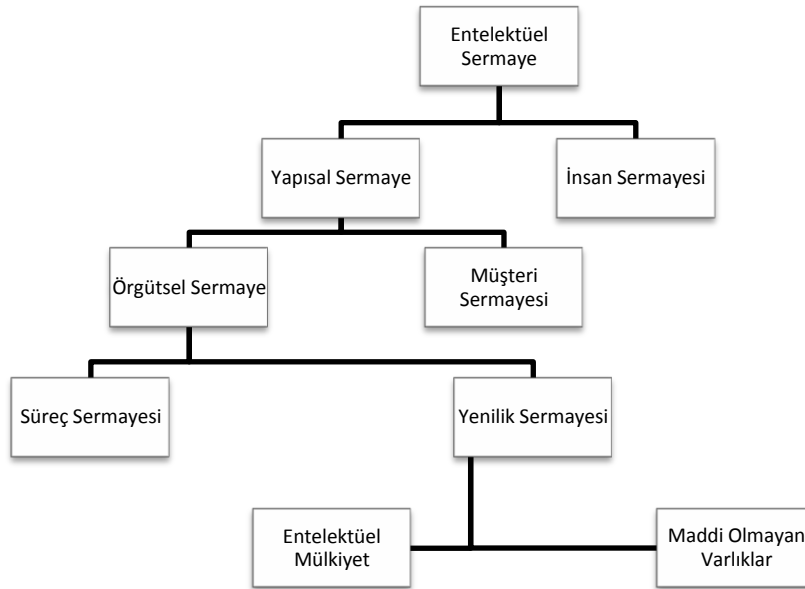 Entelektüel
Sermaye
Yapısal Sermaye
İnsan Sermayesi
Örgütsel Sermaye
Müşteri
Sermayesi
Süreç Sermayesi
Yenilik Sermayesi
Entelektüel
Mülkiyet
Maddi Olmayan
Varlıklar